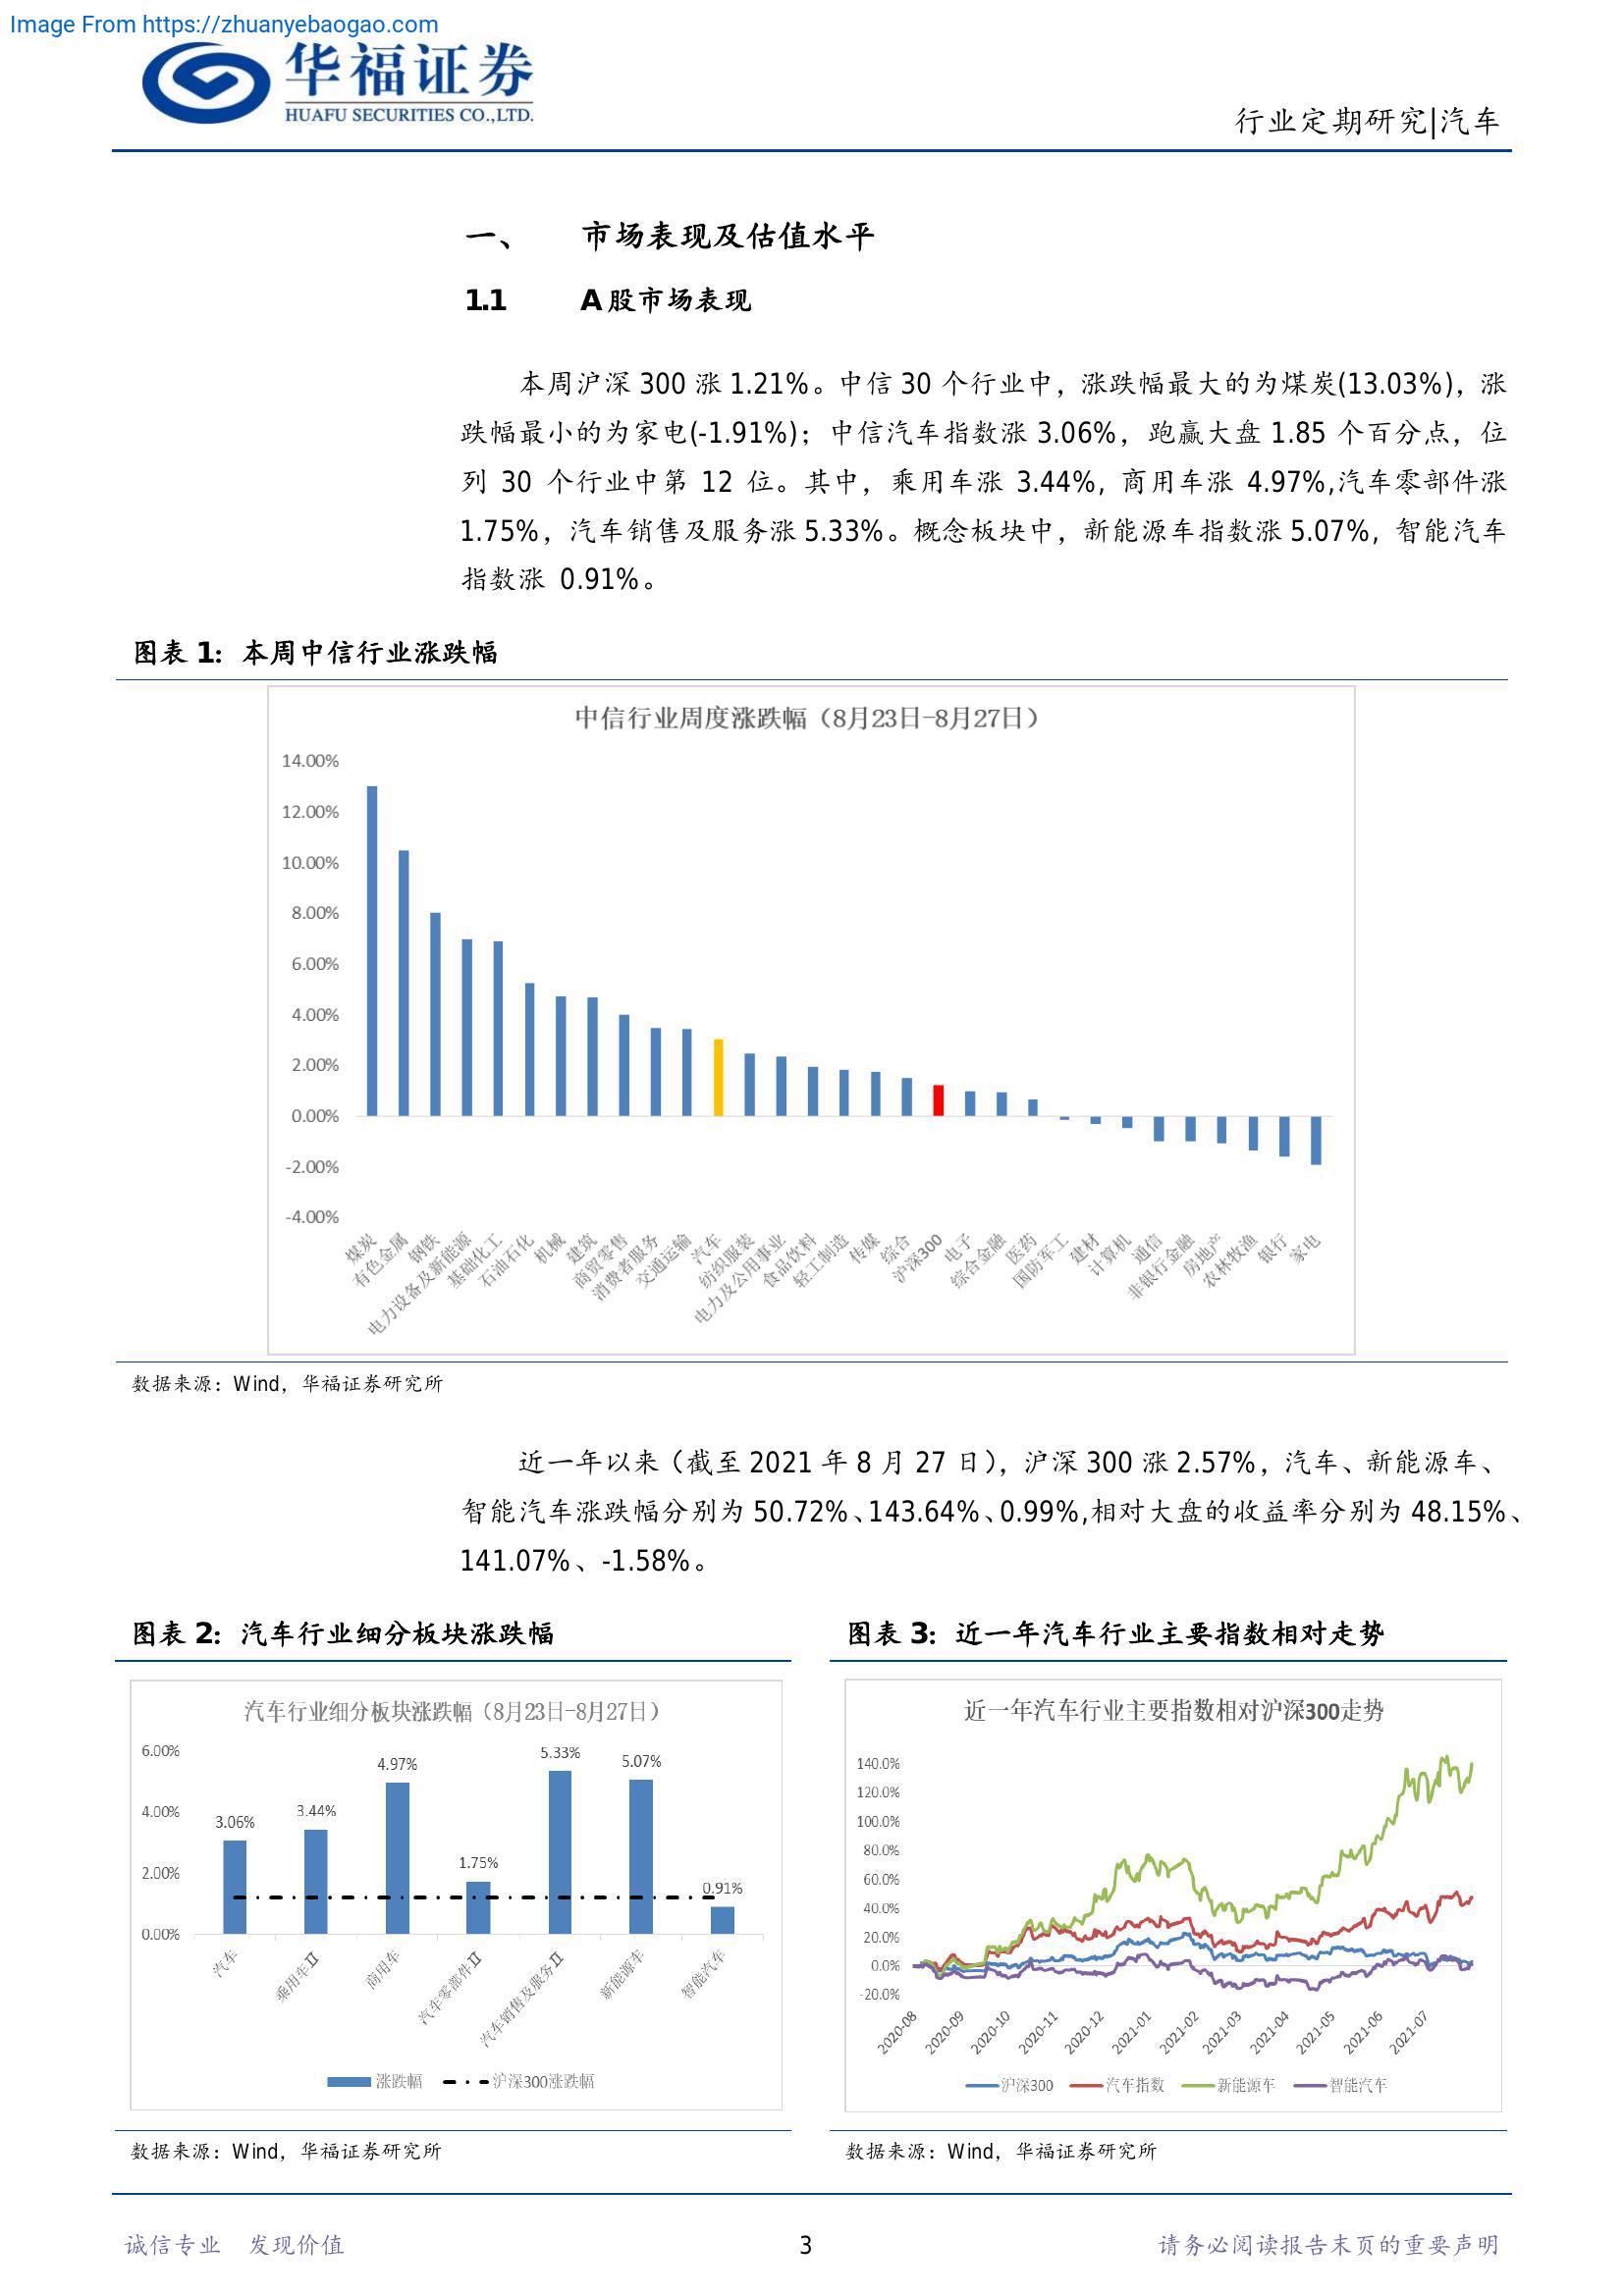 Image From https://zhuanyebaogao.com
华福证券
HUAFU SECURITIES CO.,LTD.
行业定期研究|汽车
一、 市场表现及估值水平
1.1 A股市场表现
本周沪深 300 涨 1.21%。中信 30 个行业中，涨跌幅最大的为煤炭(13.03%)，涨
跌幅最小的为家电(-1.91%)；中信汽车指数涨 3.06%，跑赢大盘 1.85 个百分点，位
列 30 个行业中第 12 位。其中，乘用车涨 3.44%, 商用车涨 4.97%,汽车零部件涨
1.75%，汽车销售及服务涨 5.33%。概念板块中，新能源车指数涨 5.07%, 智能汽车
指数涨 0.91%。
图表 1：本周中信行业涨跌幅
中信行业周度涨跌幅（8月23日-8月27日）
14.00%
12.00%
10.00%
8.00%
6.00%
4.00%
2.00%
0.00%
-2.00%
-4.00%
煤炭
有色金属
钢铁
电力设备及新能源
基础化工
石油石化
机械
建筑
商贸零售
消费者服务
交通运输
汽车
纺织服装
电力及公用事业
食品饮料
轻工制造
传媒
综合
沪深300
电子
综合金融
医药
国防军工
建材
计算机
通信
非银行金融
房地产
农林牧渔
银行
家电
数据来源：Wind，华福证券研究所
近一年以来（截至 2021 年 8 月 27 日），沪深 300 涨 2.57%，汽车、新能源车、
智能汽车涨跌幅分别为 50.72%、143.64%、0.99%,相对大盘的收益率分别为 48.15%、
141.07%、-1.58%。
图表 2：汽车行业细分板块涨跌幅
汽车行业细分板块涨跌幅（8月23日-8月27日）
6.00%
4.00%
2.00%
0.00%
3.06%
3.44%
4.97%
1.75%
5.33%
5.07%
0.91%
汽车
乘用车Ⅱ
商用车
汽车零部件Ⅱ
汽车销售及服务Ⅱ
新能源车
智能汽车
涨跌幅
沪深300涨跌幅
数据来源：Wind，华福证券研究所
图表 3：近一年汽车行业主要指数相对走势
近一年汽车行业主要指数相对沪深300走势
140.0%
120.0%
100.0%
80.0%
60.0%
40.0%
20.0%
0.0%
-20.0%
2020-08
2020-09
2020-10
2020-11
2020-12
2021-01
2021-02
2021-03
2021-04
2021-05
2021-06
2021-07
沪深300
汽车指数
新能源车
智能汽车
数据来源：Wind，华福证券研究所
诚信专业 发现价值
3
请务必阅读报告末页的重要声明